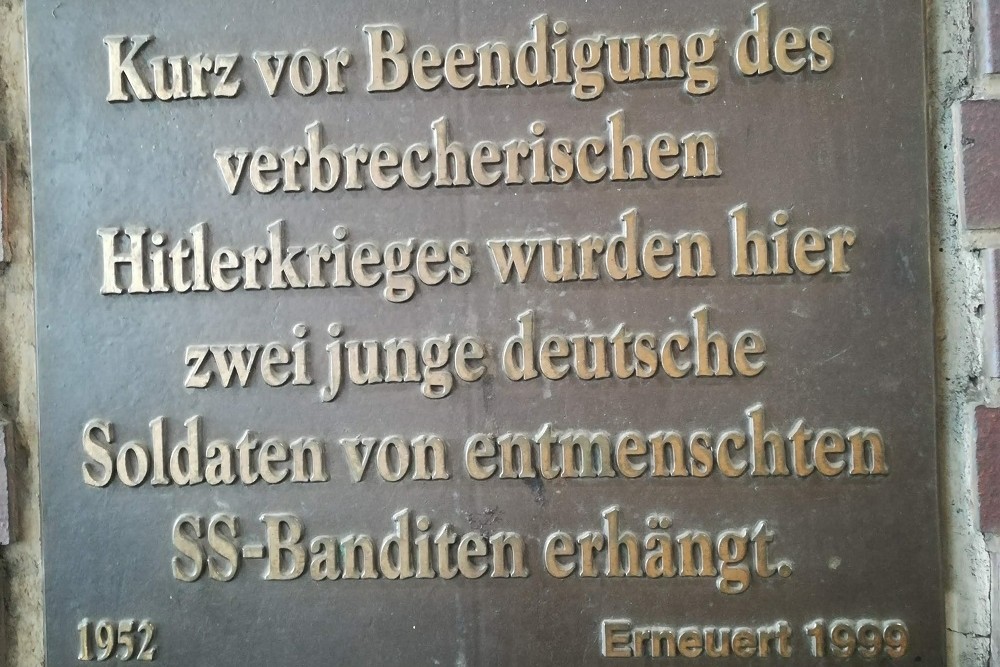 Kurz vor Beendigung des
verbrecherischen
Hitlerkrieges wurden hier
zwei junge deutsche
Soldaten von entmenschten
SS-Banditen erhängt.
1952 Erneuert 1999